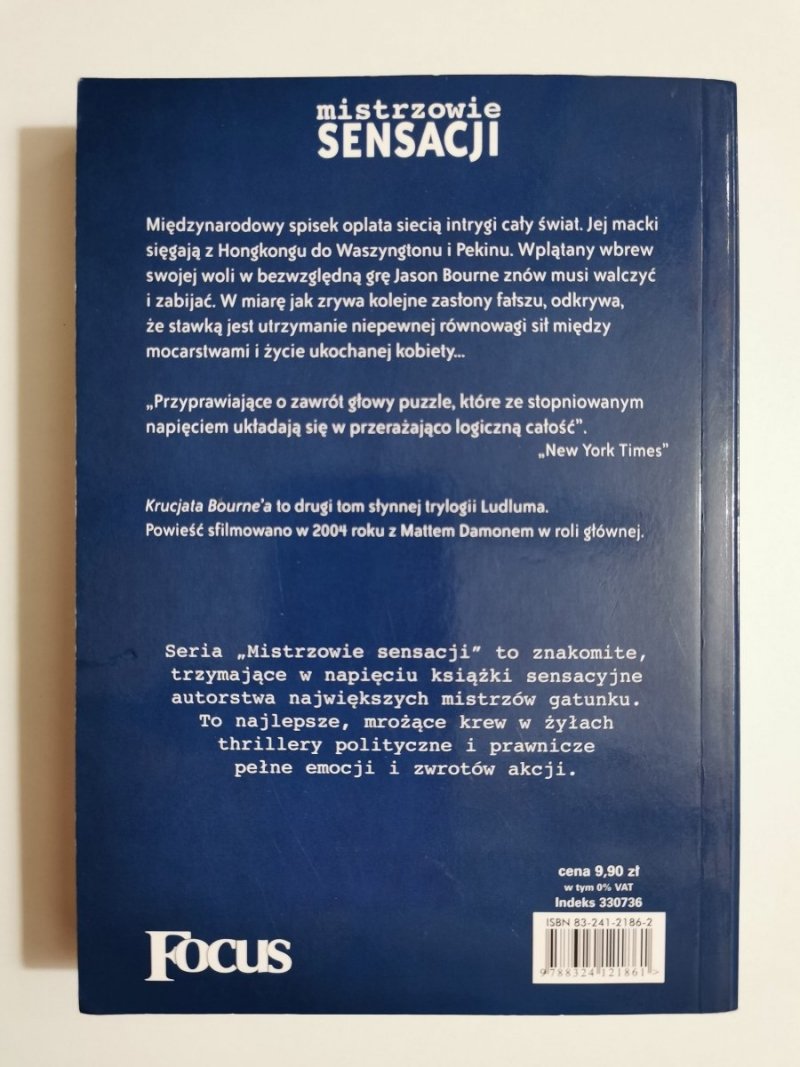 mistrzowie
SENSACJI
Międzynarodowy spisek oplata siecią intrygi cały świat. Jej macki
sięgają z Hongkongu do Waszyngtonu i Pekinu. Wplątany wbrew
swojej woli w bezwzględną grę Jason Bourne znów musi walczyć
i zabijać. W miarę jak zrywa kolejne zasłony fałszu, odkrywa,
że stawką jest utrzymanie niepewnej równowagi sił między
mocarstwami i życie ukochanej kobiety...
„Przyprawiające o zawrót głowy puzzle, które ze stopniowanym
napięciem układają się w przerażająco logiczną całość”.
„New York Times”
Krucjata Bourne’a to drugi tom słynnej trylogii Ludluma.
Powieść sfilmowano w 2004 roku z Mattem Damonem w roli głównej.
Seria „Mistrzowie sensacji” to znakomite,
trzymające w napięciu książki sensacyjne
autorstwa największych mistrzów gatunku.
To najlepsze, mrożące krew w żyłach
thrillery polityczne i prawnicze
pełne emocji i zwrotów akcji.
cena 9,90 zł
w tym 0% VAT
Indeks 330736
ISBN 83-241-2186-2
9788324121861>
Focus